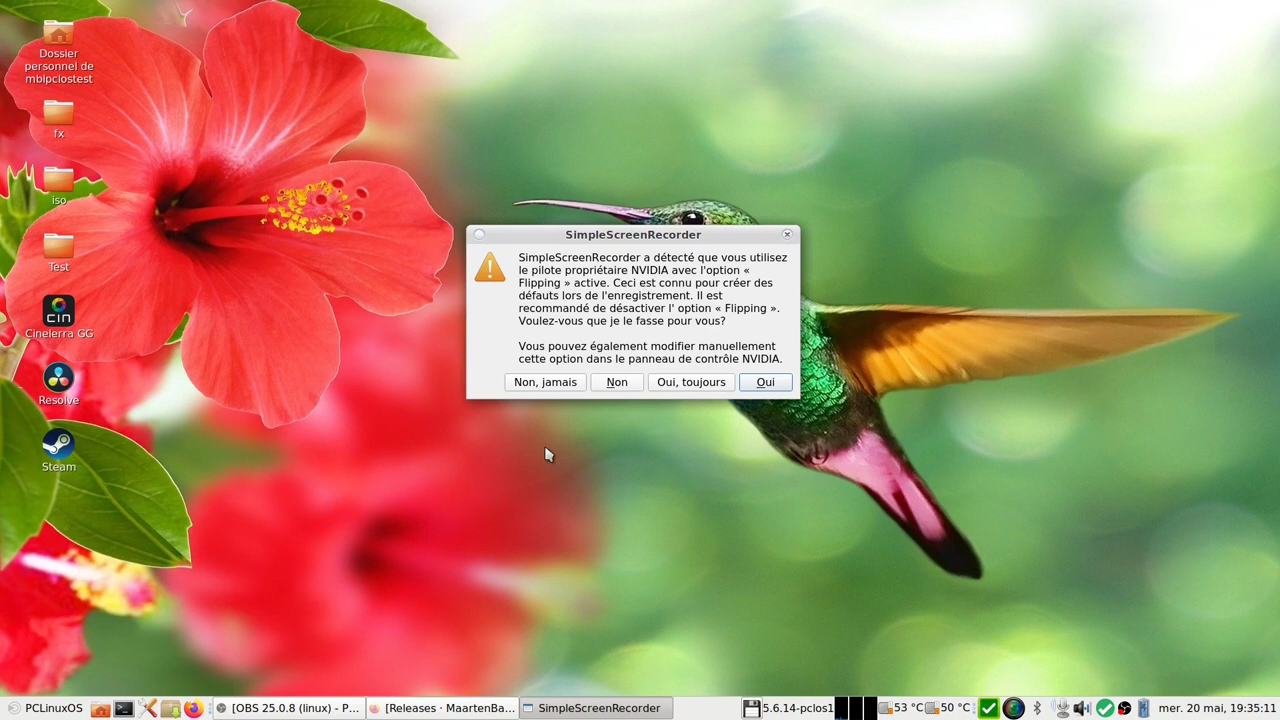 Dossier
personnel de
mblpclostest
fx
iso
Test
Cinelerra GG
Resolve
Steam
SimpleScreenRecorder
SimpleScreenRecorder a détecté que vous utilisez
le pilote propriétaire NVIDIA avec l'option «
Flipping » active. Ceci est connu pour créer des
défauts lors de l'enregistrement. Il est
recommandé de désactiver l' option « Flipping ».
Voulez-vous que je le fasse pour vous?
Vous pouvez également modifier manuellement
cette option dans le panneau de contrôle NVIDIA.
Non, jamais
Non
Oui, toujours
Oui
PCLinuxOS
[OBS 25.0.8 (linux) - P...
[Releases · MaartenBa...
SimpleScreenRecorder
5.6.14-pclos1
53 °C
50 °C
mer. 20 mai, 19:35:11